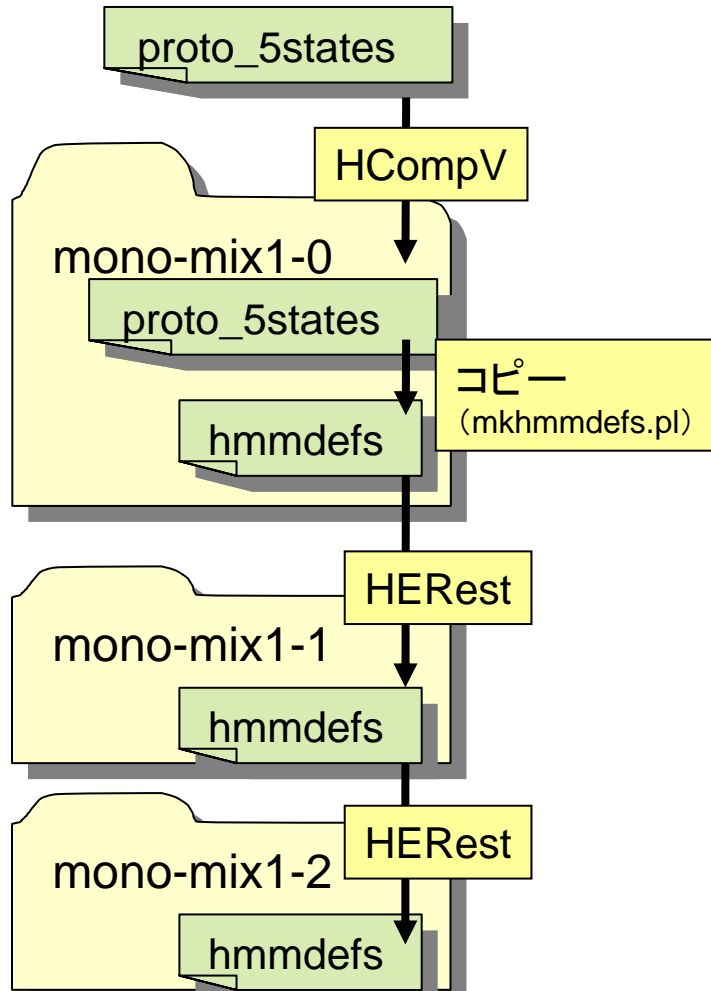 proto_5states
HCompV
mono-mix1-0
proto_5states
コピー
（mkhmmdefs.pl）
hmmdefs
HERest
mono-mix1-1
hmmdefs
HERest
mono-mix1-2
hmmdefs